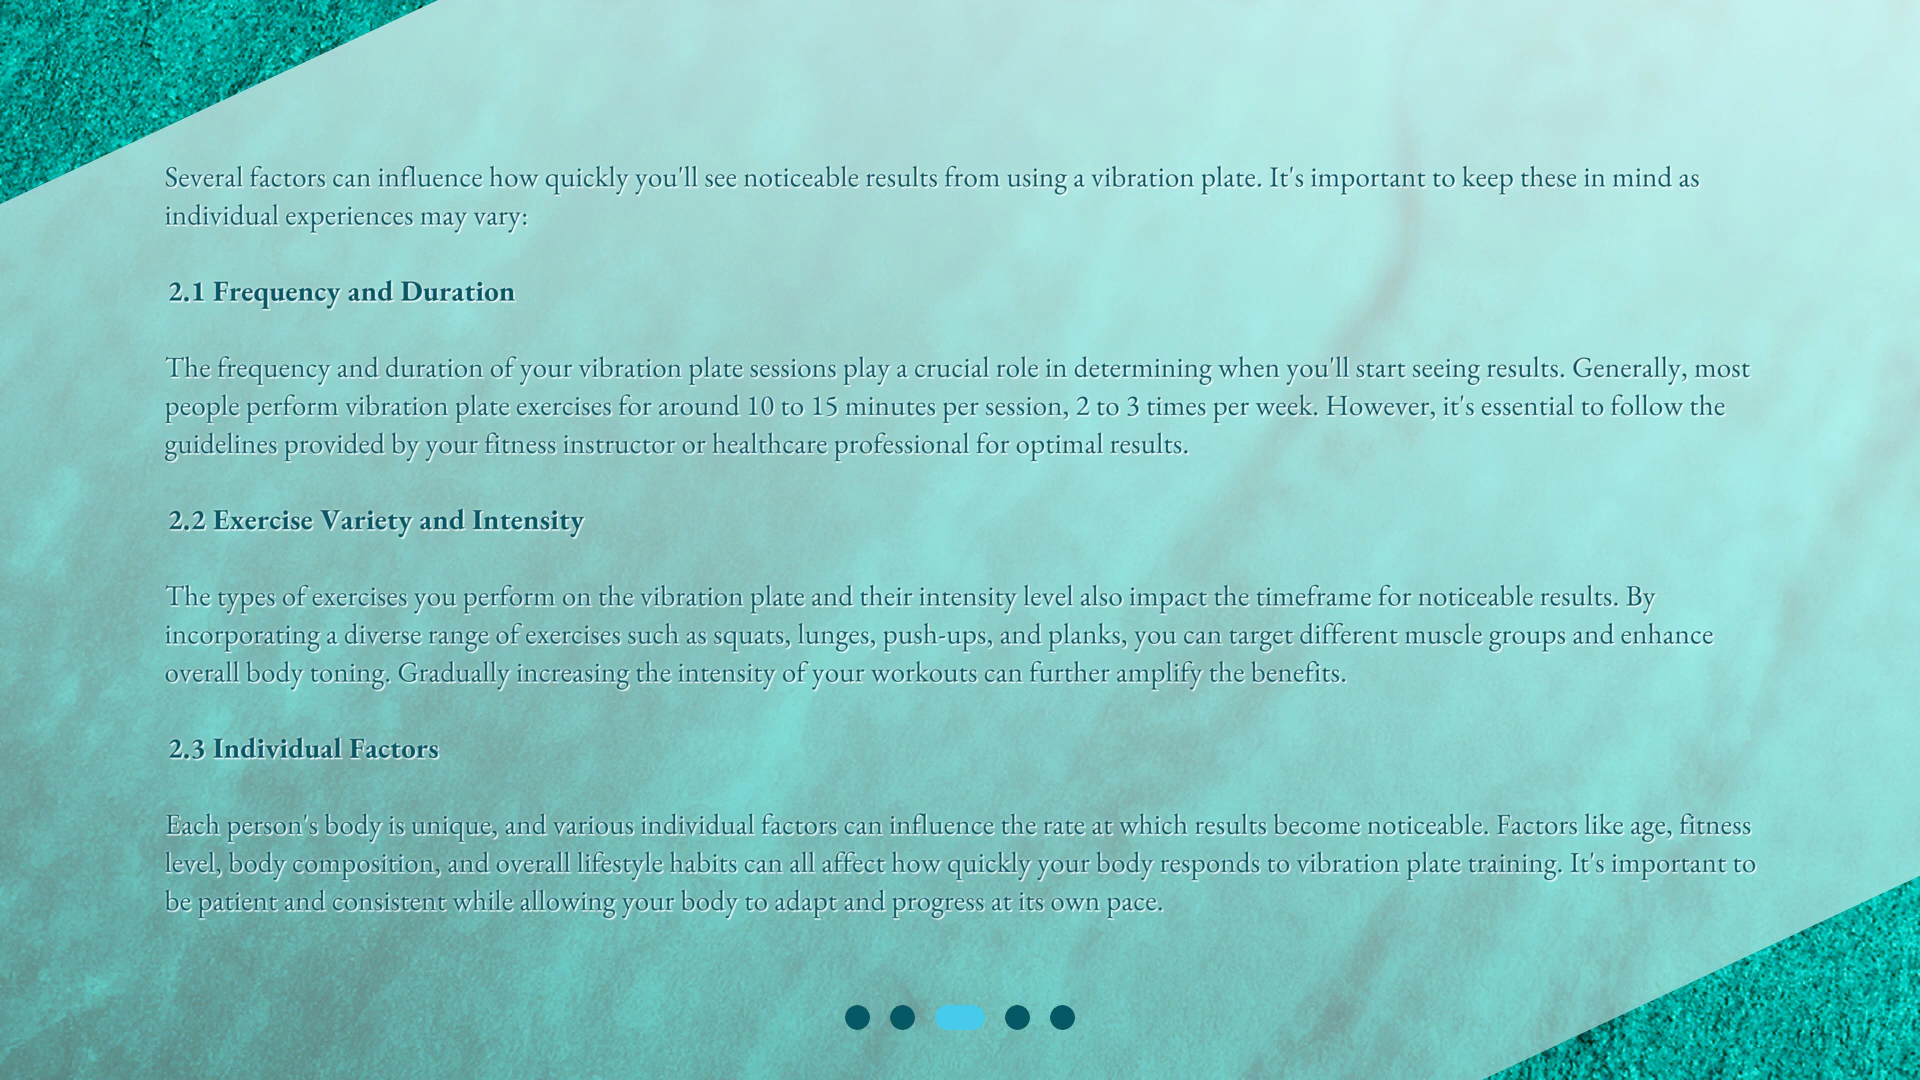 Several factors can influence how quickly you'll see noticeable results from using a vibration plate. It's important to keep these in mind as
individual experiences may vary:
2.1 Frequency and Duration
The frequency and duration of your vibration plate sessions play a crucial role in determining when you'll start seeing results. Generally, most
people perform vibration plate exercises for around 10 to 15 minutes per session, 2 to 3 times per week. However, it's essential to follow the
guidelines provided by your fitness instructor or healthcare professional for optimal results.
2.2 Exercise Variety and Intensity
The types of exercises you perform on the vibration plate and their intensity level also impact the timeframe for noticeable results. By
incorporating a diverse range of exercises such as squats, lunges, push-ups, and planks, you can target different muscle groups and enhance
overall body toning. Gradually increasing the intensity of your workouts can further amplify the benefits.
2.3 Individual Factors
Each person's body is unique, and various individual factors can influence the rate at which results become noticeable. Factors like age, fitness
level, body composition, and overall lifestyle habits can all affect how quickly your body responds to vibration plate training. It's important to
be patient and consistent while allowing your body to adapt and progress at its own pace.